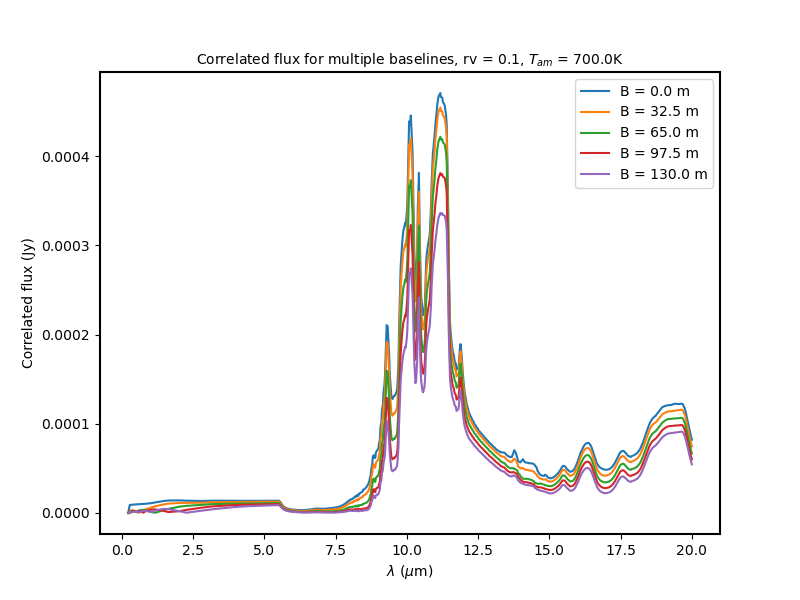 Correlated flux for multiple baselines, rv = 0.1, $T_{am}$ = 700.0K
Correlated flux (Jy)
0.0004
0.0003
0.0002
0.0001
0.0000
B = 0.0 m
B = 32.5 m
B = 65.0 m
B = 97.5 m
B = 130.0 m
0.0 2.5 5.0 7.5 10.0 12.5 15.0 17.5 20.0
λ (μm)